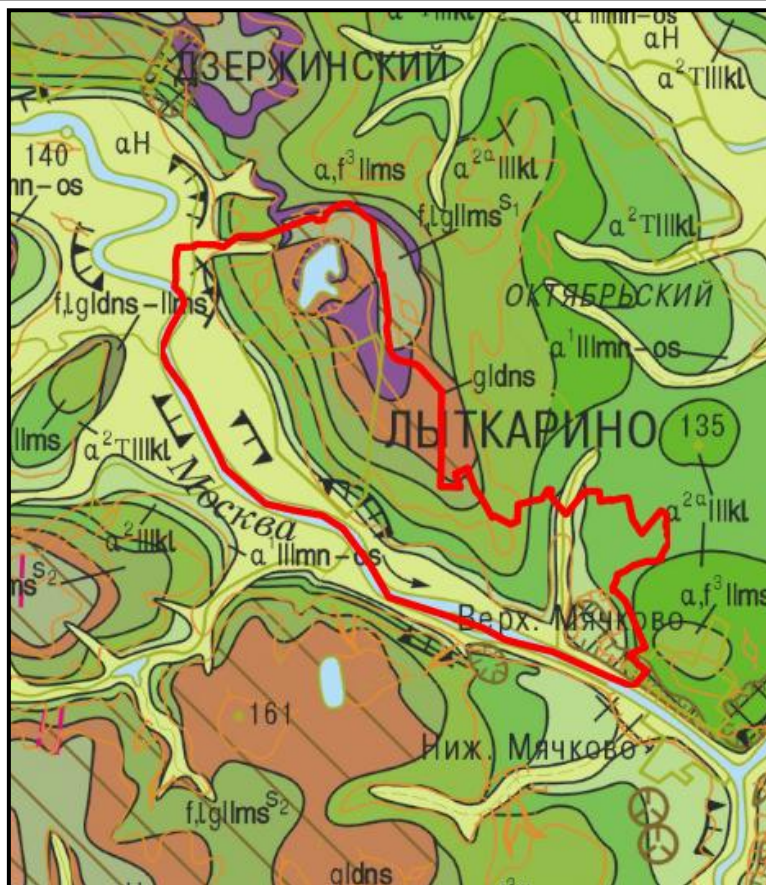 ДЗЕРЖИНСКИЙ
αH
α²TIIIkl
140
αH
α,f³IIms
α²ᵃIIIkl
mn-os
f,lgIIms^S₁
α²TIIIkl
ОКТЯБРЬСКИЙ
f,lgIdns-IIms
α¹IIImn-os
gIdns
ЛЫТКАРИНО
135
IIms
α²TIIIkl
Москва
α²ᵃIIIkl
α²IIIkl
α¹IIImn-os
ms^S₂
α,f³IIms
Верх. Мячково
161
Ниж. Мячково
f,lgIIms^S₂
gIdns